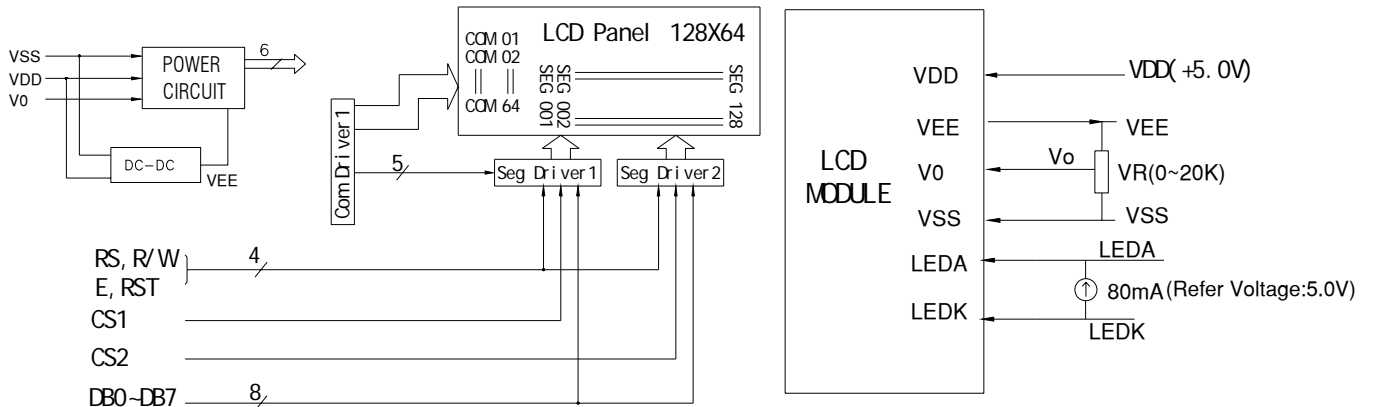 VSS
VDD
V0
POWER
CIRCUIT
6
DC-DC
VEE
Com Driver 1
COM 01
COM 02
COM 64
LCD Panel 128X64
SEG 001
SEG 002
SEG 128
5
Seg Driver1
Seg Driver2
RS, R/W
E, RST
4
CS1
CS2
DB0~DB7
8
LCD
MODULE
VDD
VEE
V0
VSS
LEDA
LEDK
VDD( +5. 0V)
VEE
Vo
VR(0~20K)
VSS
LEDA
80mA (Refer Voltage:5.0V)
LEDK